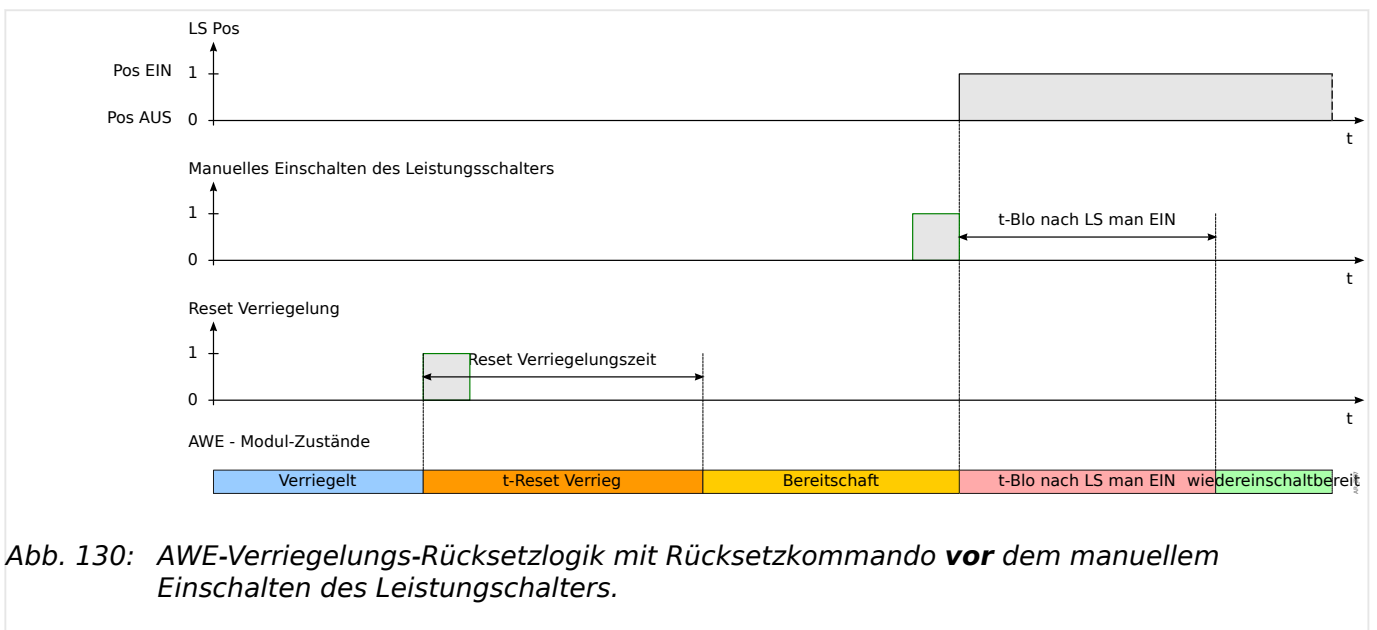 LS Pos
Pos EIN 1
Pos AUS 0
t
Manuelles Einschalten des Leistungsschalters
1
t-Blo nach LS man EIN
0
t
Reset Verriegelung
1
Reset Verriegelungszeit
0
t
AWE - Modul-Zustände
Verriegelt t-Reset Verrieg Bereitschaft t-Blo nach LS man EIN wiedereinschaltbereit
Abb. 130: AWE-Verriegelungs-Rücksetzlogik mit Rücksetzkommando vor dem manuellem
Einschalten des Leistungschalters.